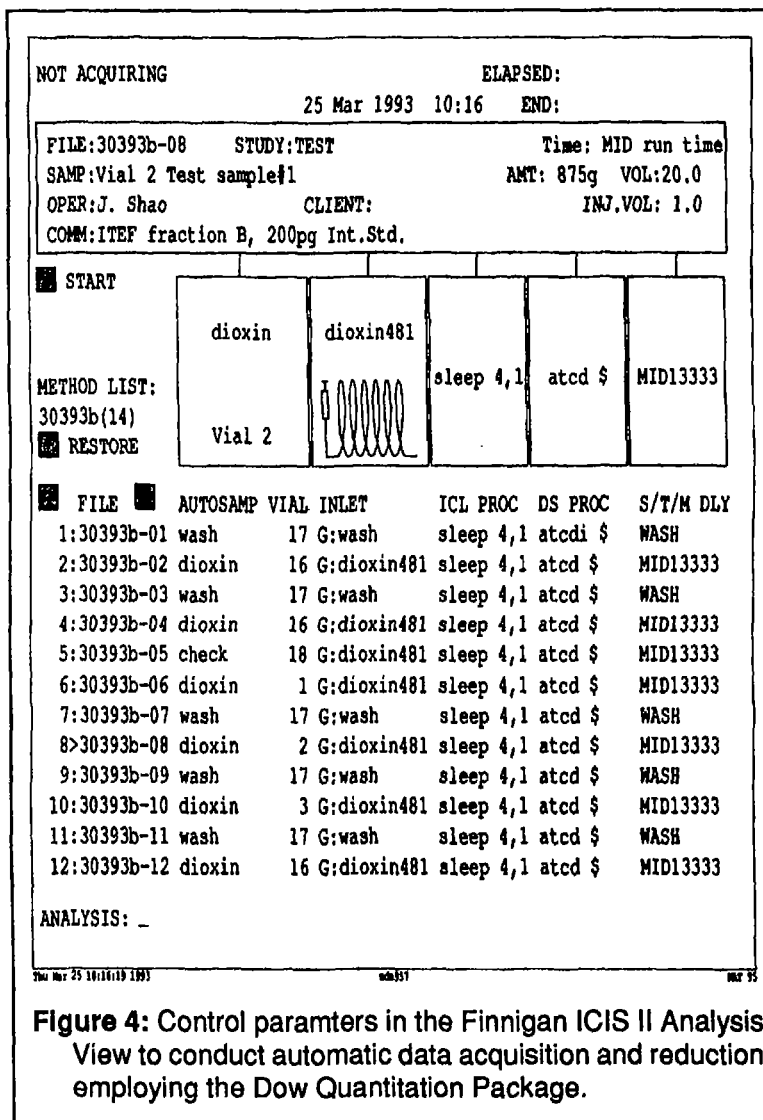 NOT ACQUIRING ELAPSED:
25 Mar 1993 10:16 END:
FILE:30393b-08 STUDY:TEST Time: MID run time
SAMP:Vial 2 Test sample#1 AMT: 875g VOL:20.0
OPER:J. Shao CLIENT: INJ.VOL: 1.0
COMM:ITEF fraction B, 200pg Int.Std.
START
dioxin dioxin481
sleep 4,1 atcd $ MID13333
METHOD LIST:
30393b(14)
RESTORE
Vial 2
FILE AUTOSAMP VIAL INLET ICL PROC DS PROC S/T/M DLY
1:30393b-01 wash 17 G:wash sleep 4,1 atcdi $ WASH
2:30393b-02 dioxin 16 G:dioxin481 sleep 4,1 atcd $ MID13333
3:30393b-03 wash 17 G:wash sleep 4,1 atcd $ WASH
4:30393b-04 dioxin 16 G:dioxin481 sleep 4,1 atcd $ MID13333
5:30393b-05 check 18 G:dioxin481 sleep 4,1 atcd $ MID13333
6:30393b-06 dioxin 1 G:dioxin481 sleep 4,1 atcd $ MID13333
7:30393b-07 wash 17 G:wash sleep 4,1 atcd $ WASH
8>30393b-08 dioxin 2 G:dioxin481 sleep 4,1 atcd $ MID13333
9:30393b-09 wash 17 G:wash sleep 4,1 atcd $ WASH
10:30393b-10 dioxin 3 G:dioxin481 sleep 4,1 atcd $ MID13333
11:30393b-11 wash 17 G:wash sleep 4,1 atcd $ WASH
12:30393b-12 dioxin 16 G:dioxin481 sleep 4,1 atcd $ MID13333
ANALYSIS: _
Thu Mar 25 10:16:19 1993
Figure 4: Control paramters in the Finnigan ICIS II Analysis
View to conduct automatic data acquisition and reduction
employing the Dow Quantitation Package.